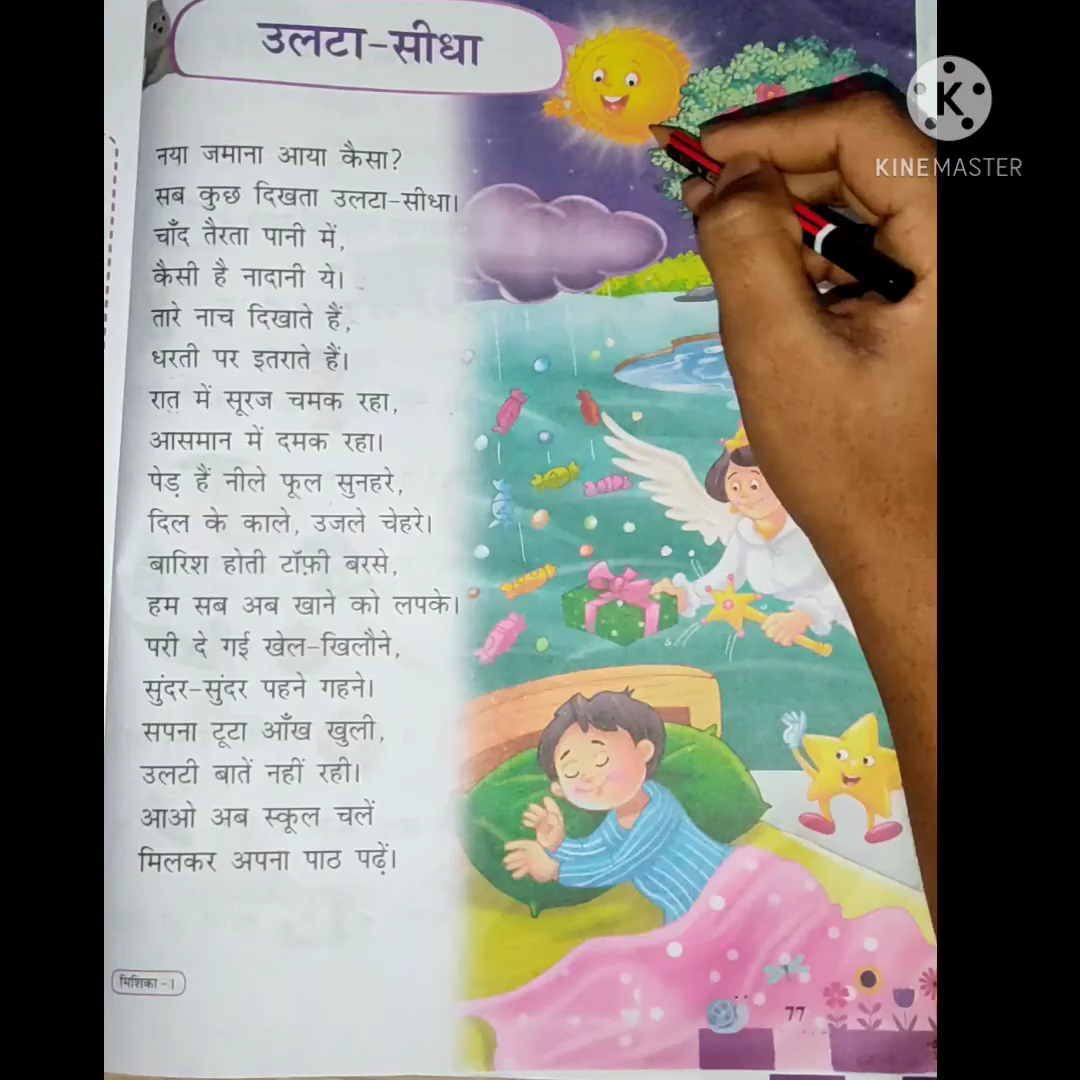 उलटा-सीधा
K
KINEMASTER
नया जमाना आया कैसा?
सब कुछ दिखता उलटा-सीधा।
चाँद तैरता पानी में,
कैसी है नादानी ये।
तारे नाच दिखाते हैं,
धरती पर इतराते हैं।
रात में सूरज चमक रहा,
आसमान में दमक रहा।
पेड़ हैं नीले फूल सुनहरे,
दिल के काले, उजले चेहरे।
बारिश होती टॉफ़ी बरसे,
हम सब अब खाने को लपके।
परी दे गई खेल-खिलौने,
सुंदर-सुंदर पहने गहने।
सपना टूटा आँख खुली,
उलटी बातें नहीं रही।
आओ अब स्कूल चलें
मिलकर अपना पाठ पढ़ें।
मिशिका-1
77